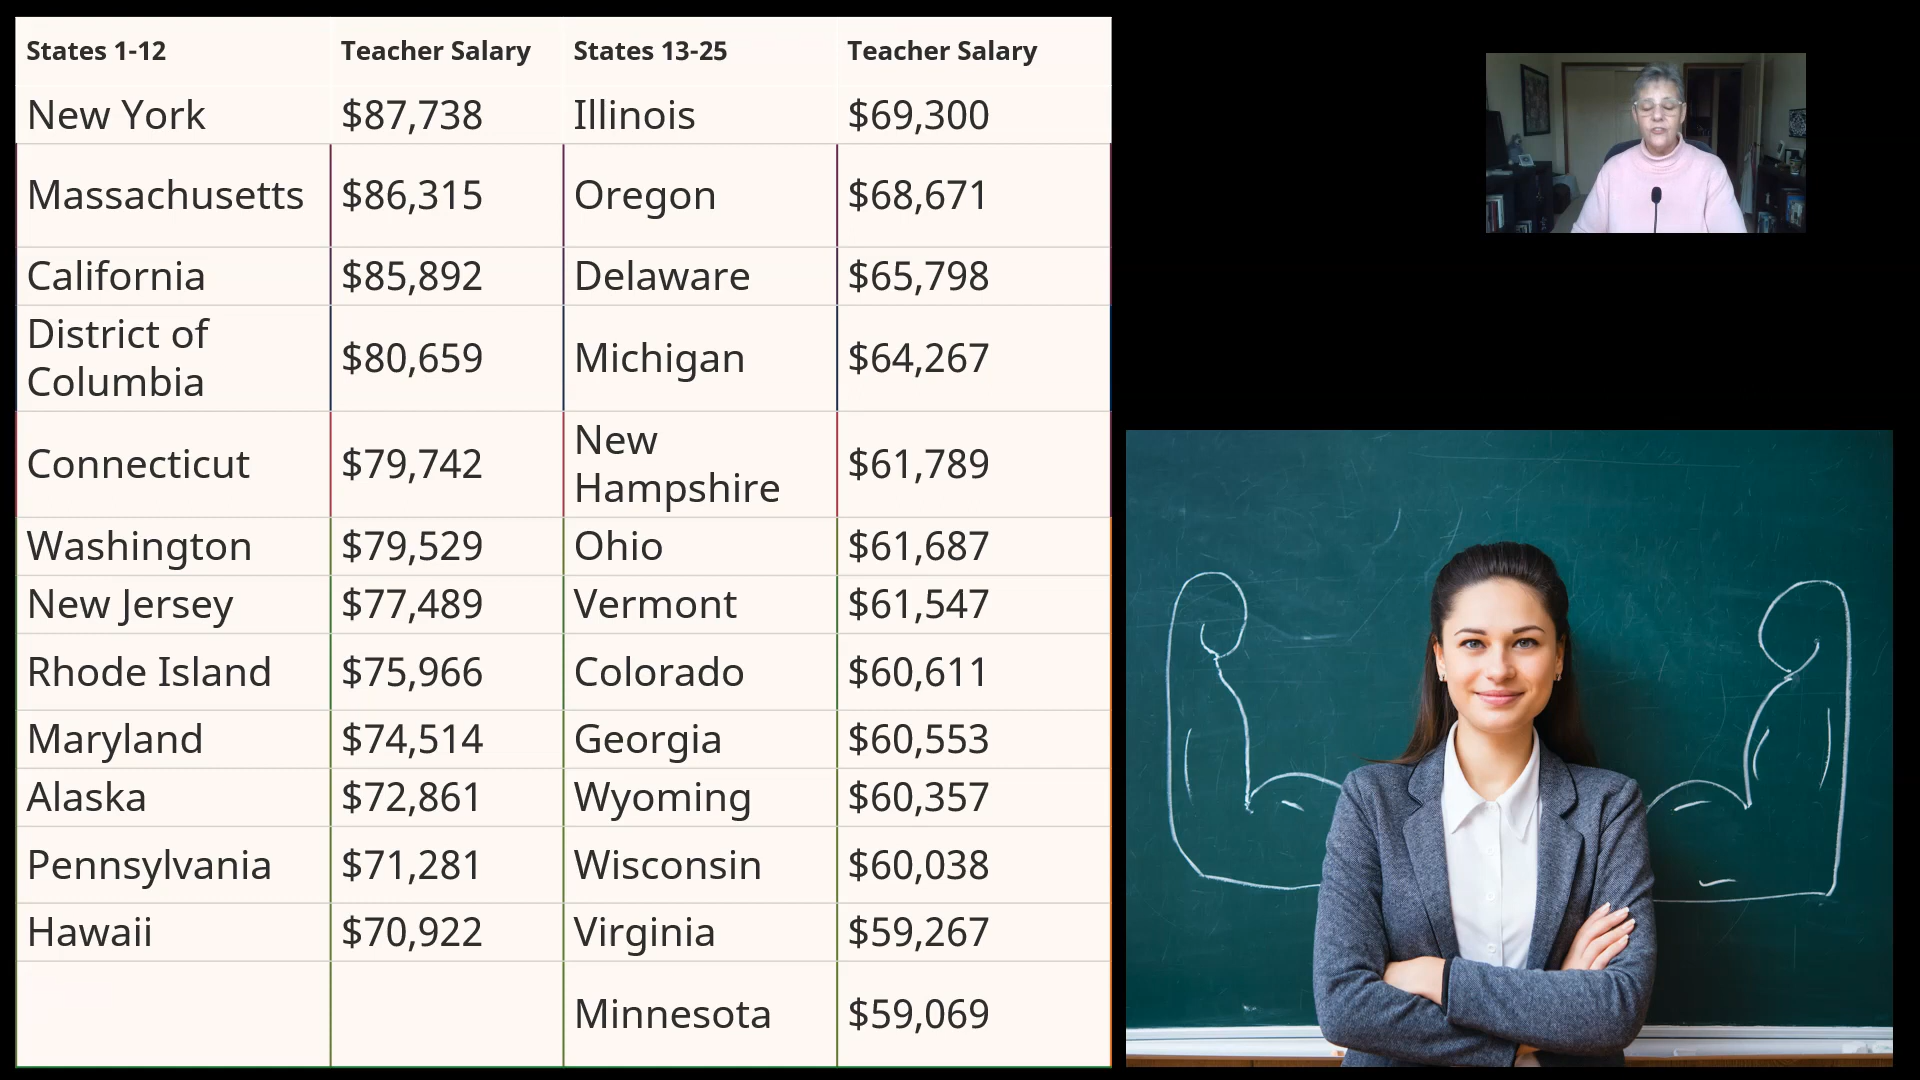 States 1-12 Teacher Salary States 13-25 Teacher Salary
New York $87,738 Illinois $69,300
Massachusetts $86,315 Oregon $68,671
California $85,892 Delaware $65,798
District of
Columbia $80,659 Michigan $64,267
Connecticut $79,742 New
Hampshire $61,789
Washington $79,529 Ohio $61,687
New Jersey $77,489 Vermont $61,547
Rhode Island $75,966 Colorado $60,611
Maryland $74,514 Georgia $60,553
Alaska $72,861 Wyoming $60,357
Pennsylvania $71,281 Wisconsin $60,038
Hawaii $70,922 Virginia $59,267
Minnesota $59,069